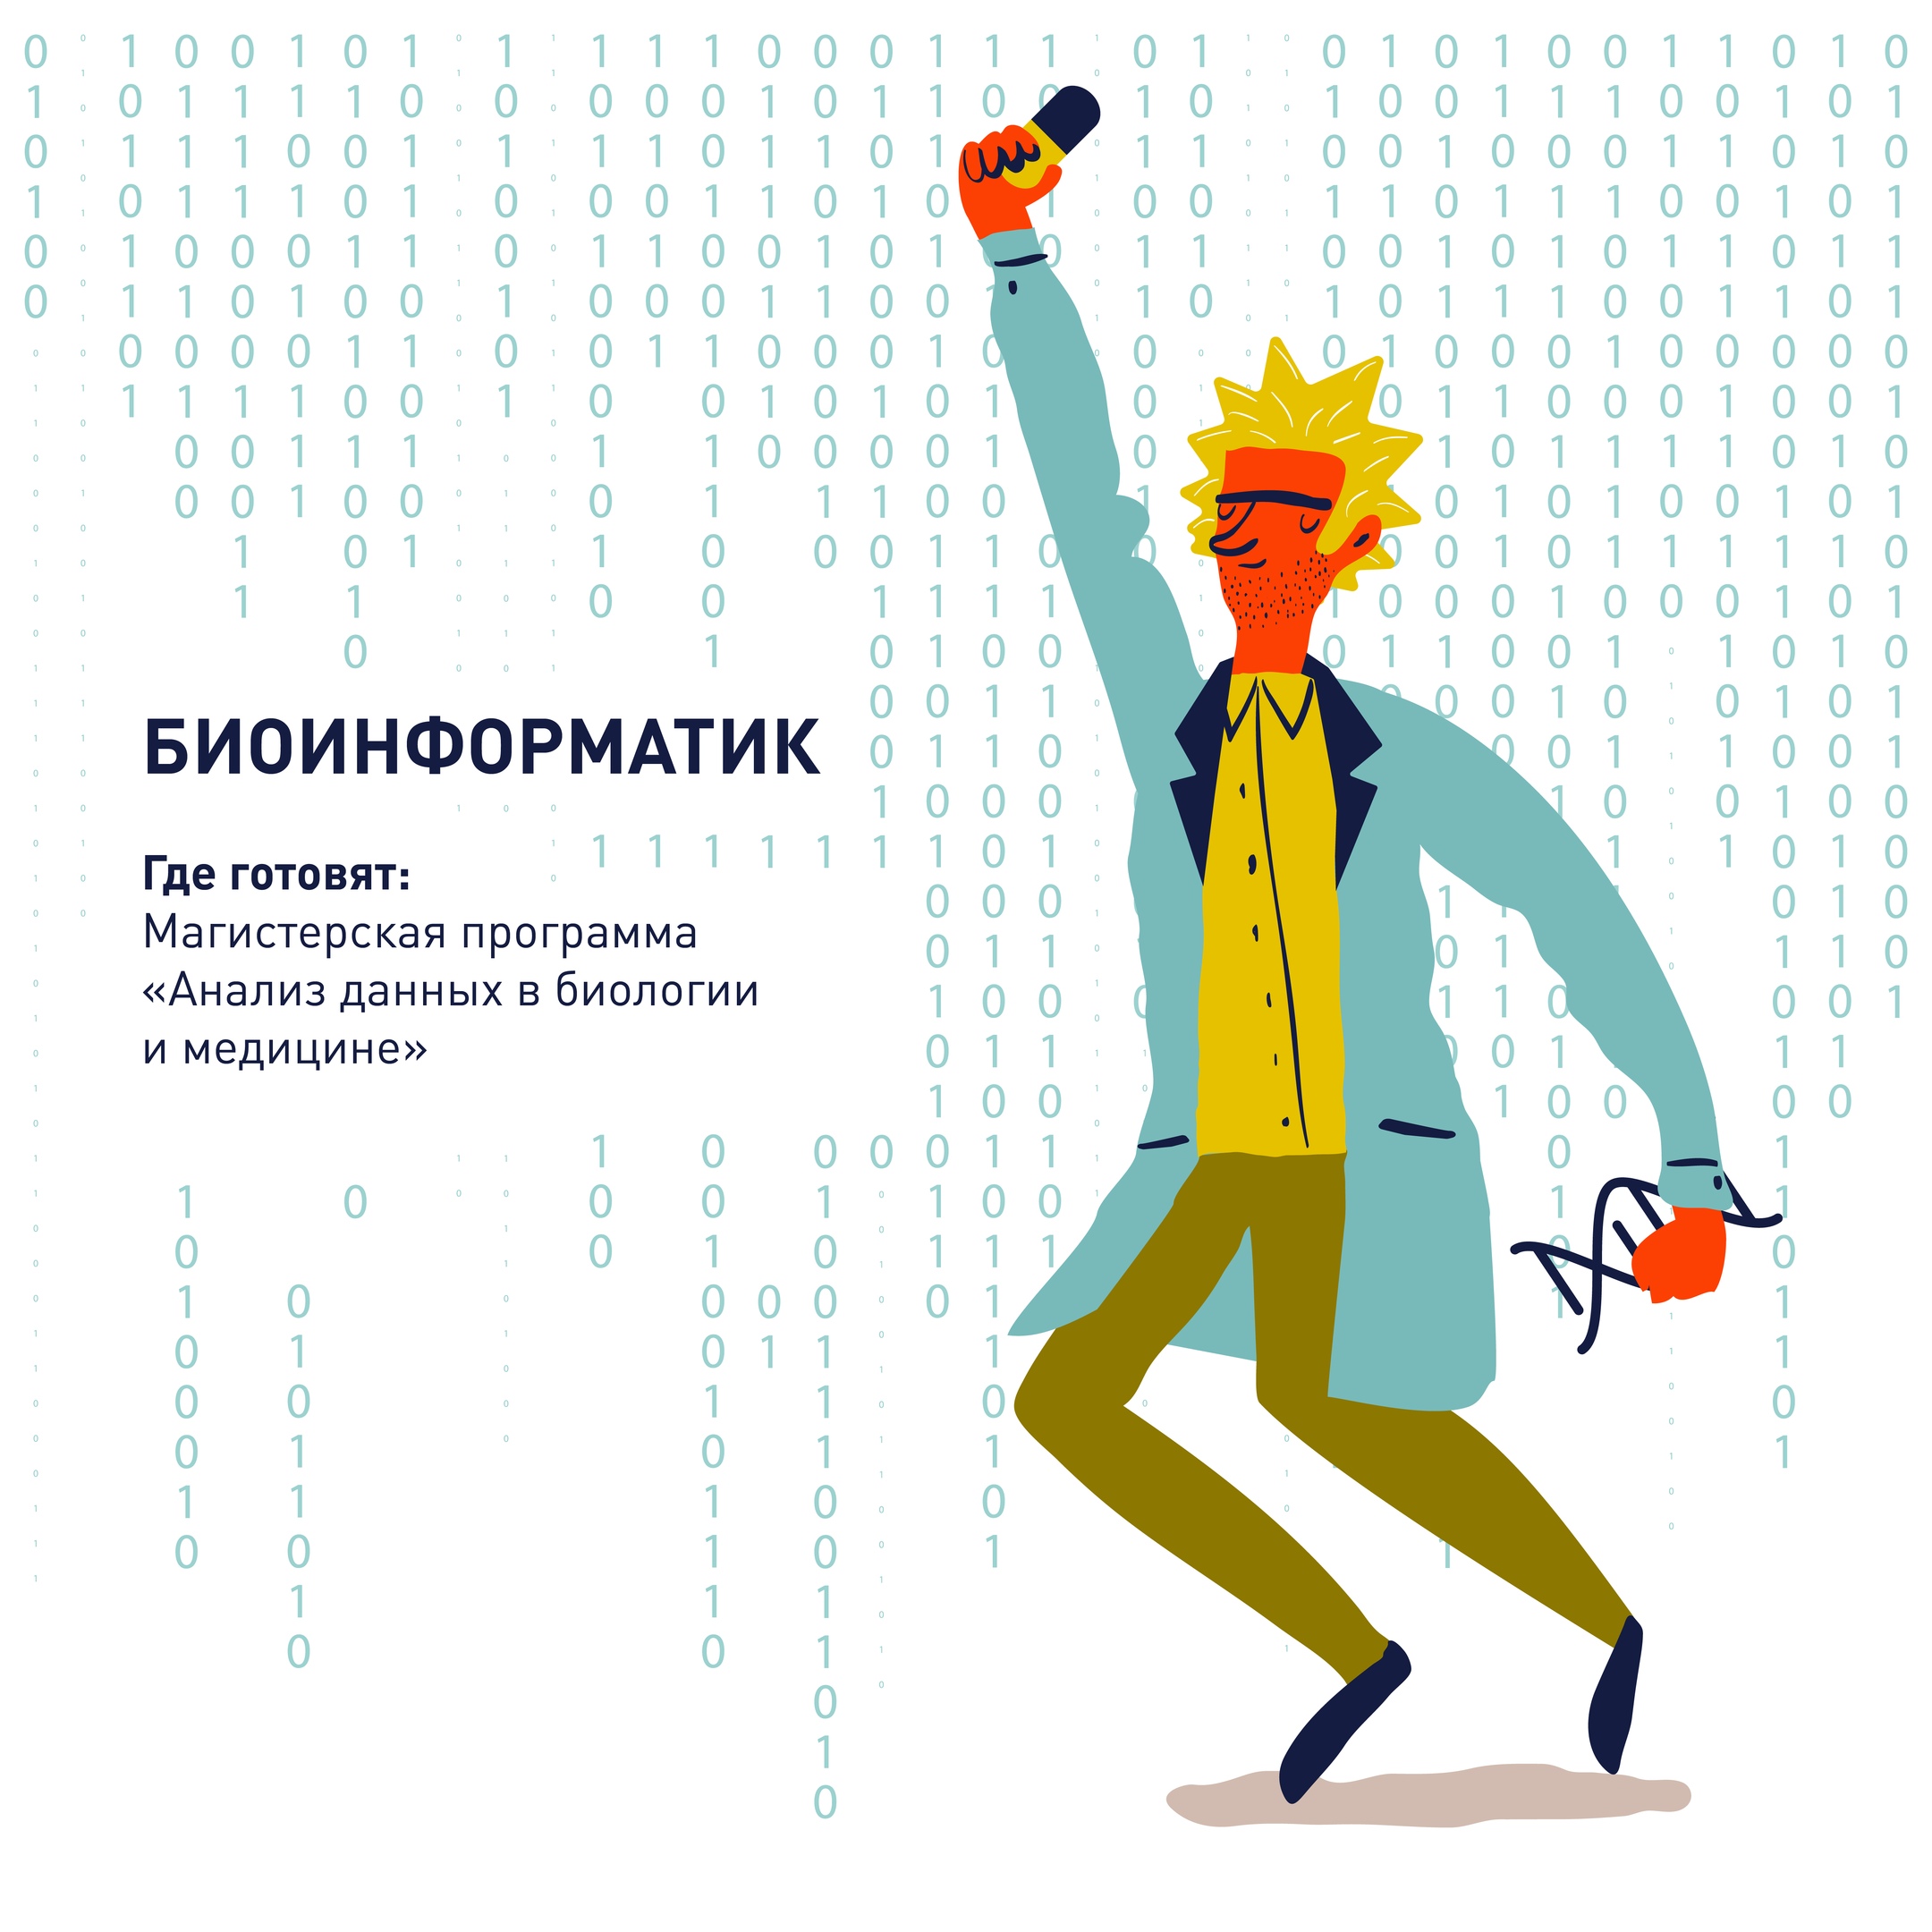 БИОИНФОРМАТИК
Где готовят:
Магистерская программа
«Анализ данных в биологии
и медицине»